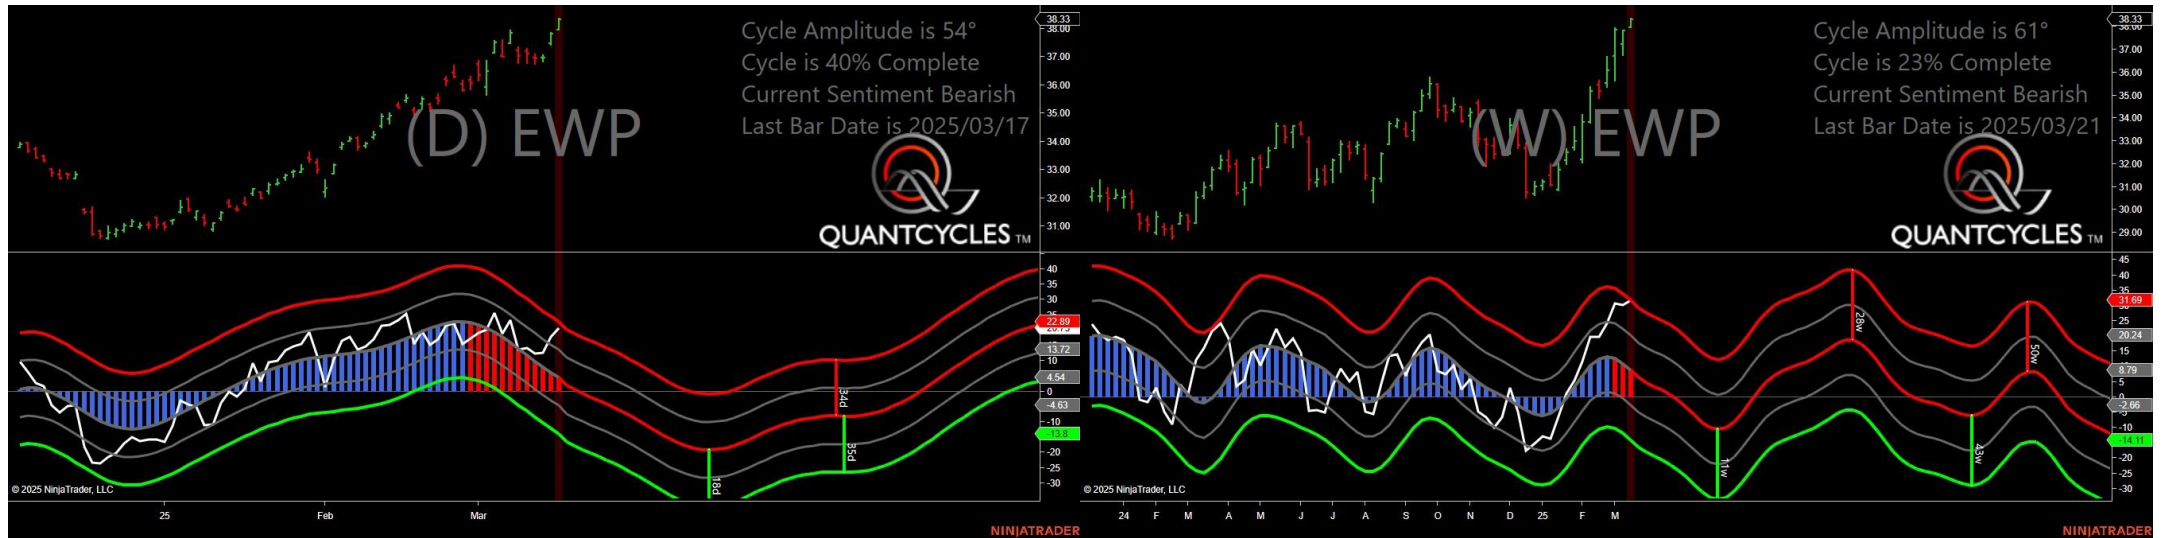 Cycle Amplitude is 54°
Cycle is 40% Complete
Current Sentiment Bearish
Last Bar Date is 2025/03/17
(D) EWP
QUANTCYCLES TM
38.33
38.00
37.00
36.00
35.00
34.00
33.00
32.00
31.00
40
35
30
22.89
13.72
10
4.54
0
-4.63
-10
-13.8
-20
-25
-30
34d
35d
18d
© 2025 NinjaTrader, LLC
25 Feb Mar
NINJATRADER
Cycle Amplitude is 61°
Cycle is 23% Complete
Current Sentiment Bearish
Last Bar Date is 2025/03/21
(W) EWP
QUANTCYCLES TM
38.33
38.00
37.00
36.00
35.00
34.00
33.00
32.00
31.00
30.00
29.00
45
40
35
31.69
20.24
15
8.79
5
0
-2.66
-10
-14.11
-20
-25
-30
28w
50w
11w
43w
© 2025 NinjaTrader, LLC
24 F M A M J J A S O N D 25 F M
NINJATRADER